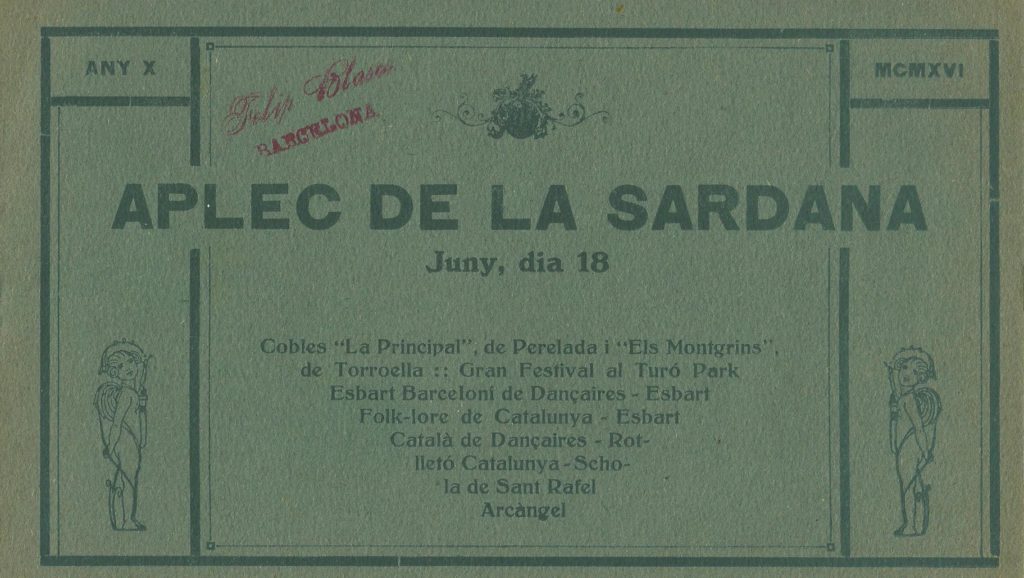 ANY X
MCMXVI
Felip Blasco
BARCELONA
APLEC DE LA SARDANA
Juny, dia 18
Cobles "La Principal", de Perelada i "Els Montgrins",
de Torroella :: Gran Festival al Turó Park
Esbart Barceloní de Dançaires - Esbart
Folk-lore de Catalunya - Esbart
Català de Dançaires - Rot-
lletó Catalunya - Scho-
la de Sant Rafel
Arcàngel